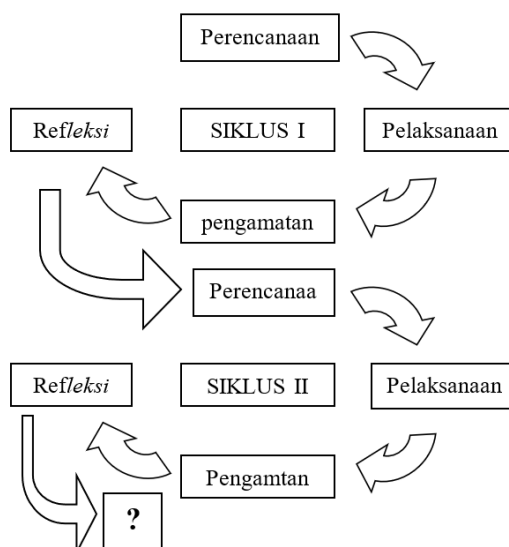 Perencanaan
Refleksi
SIKLUS I
Pelaksanaan
pengamatan
Perencanaa
Refleksi
SIKLUS II
Pelaksanaan
Pengamtan
?